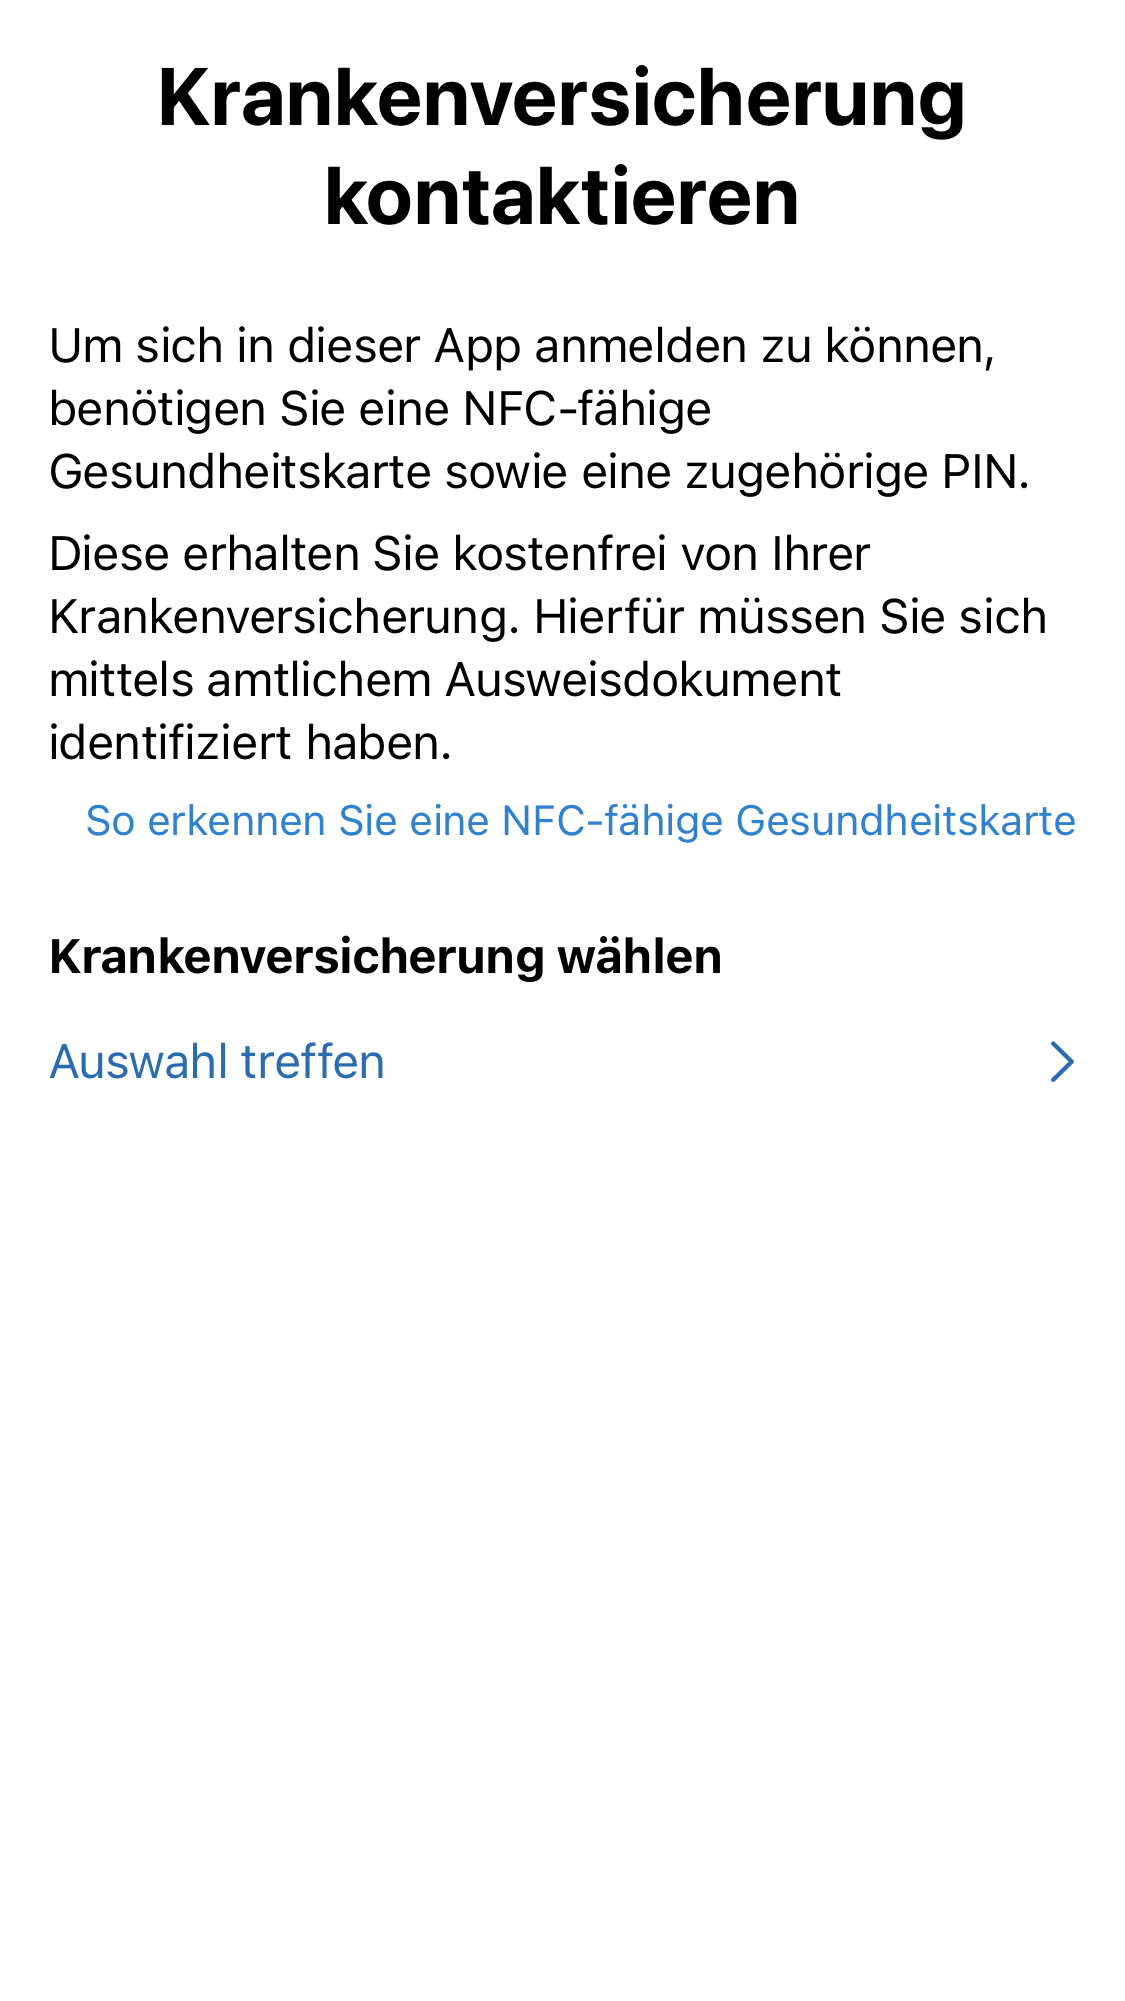 Krankenversicherung
kontaktieren
Um sich in dieser App anmelden zu können,
benötigen Sie eine NFC-fähige
Gesundheitskarte sowie eine zugehörige PIN.
Diese erhalten Sie kostenfrei von Ihrer
Krankenversicherung. Hierfür müssen Sie sich
mittels amtlichem Ausweisdokument
identifiziert haben.
So erkennen Sie eine NFC-fähige Gesundheitskarte
Krankenversicherung wählen
Auswahl treffen